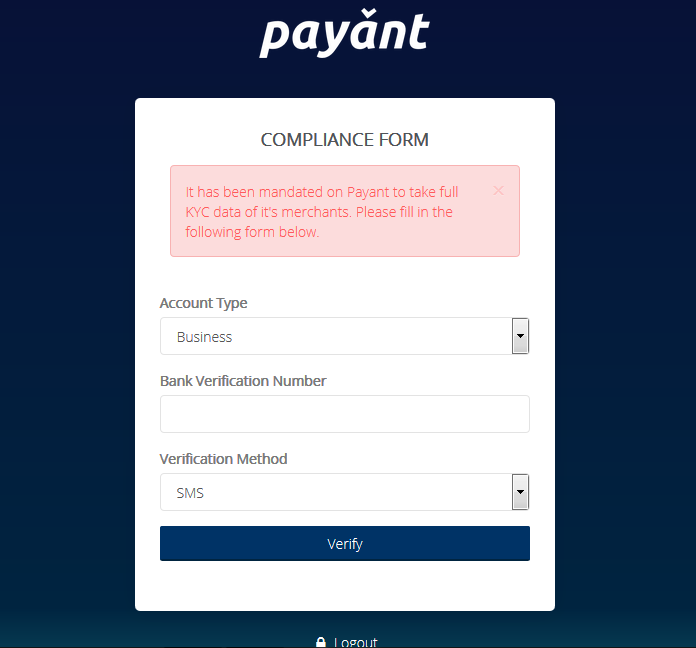 payănt
COMPLIANCE FORM
It has been mandated on Payant to take full
KYC data of it's merchants. Please fill in the
following form below.
×
Account Type
Business
Bank Verification Number
Verification Method
SMS
Verify
Logout